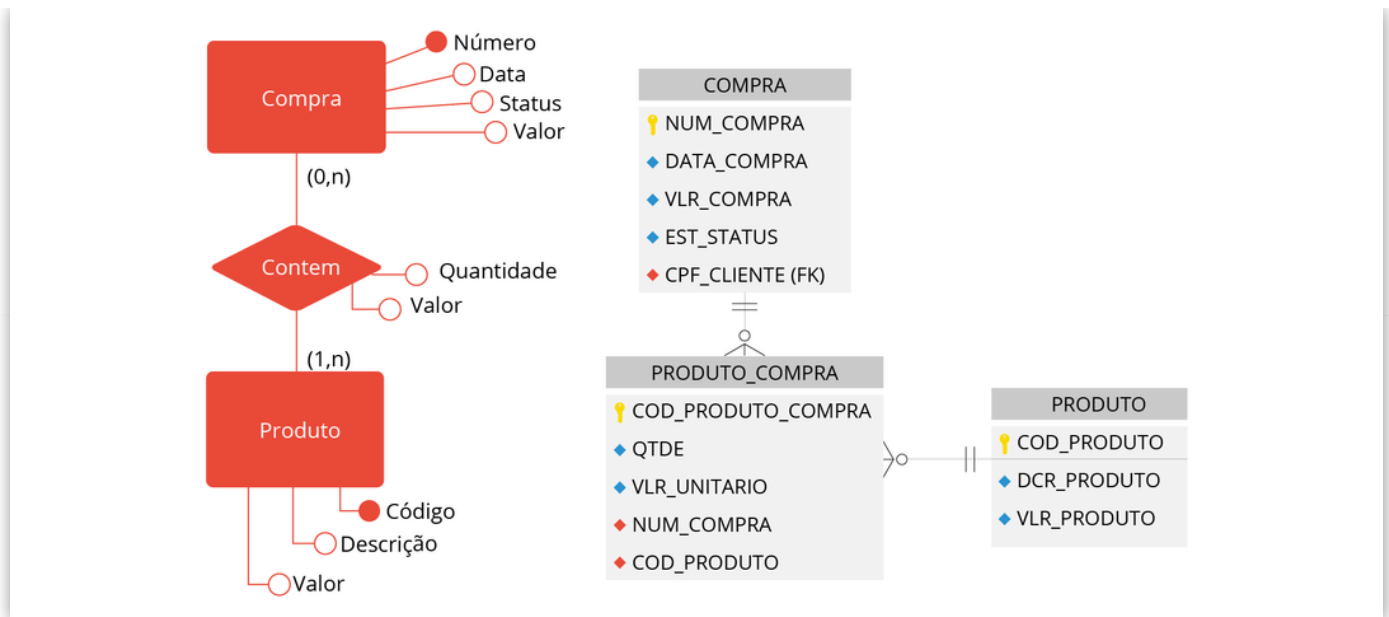 Número
Data
Status
Valor
Compra
(0,n)
Contem
Quantidade
Valor
(1,n)
Produto
Código
Descrição
Valor
COMPRA
NUM_COMPRA
DATA_COMPRA
VLR_COMPRA
EST_STATUS
CPF_CLIENTE (FK)
PRODUTO_COMPRA
COD_PRODUTO_COMPRA
QTDE
VLR_UNITARIO
NUM_COMPRA
COD_PRODUTO
PRODUTO
COD_PRODUTO
DCR_PRODUTO
VLR_PRODUTO